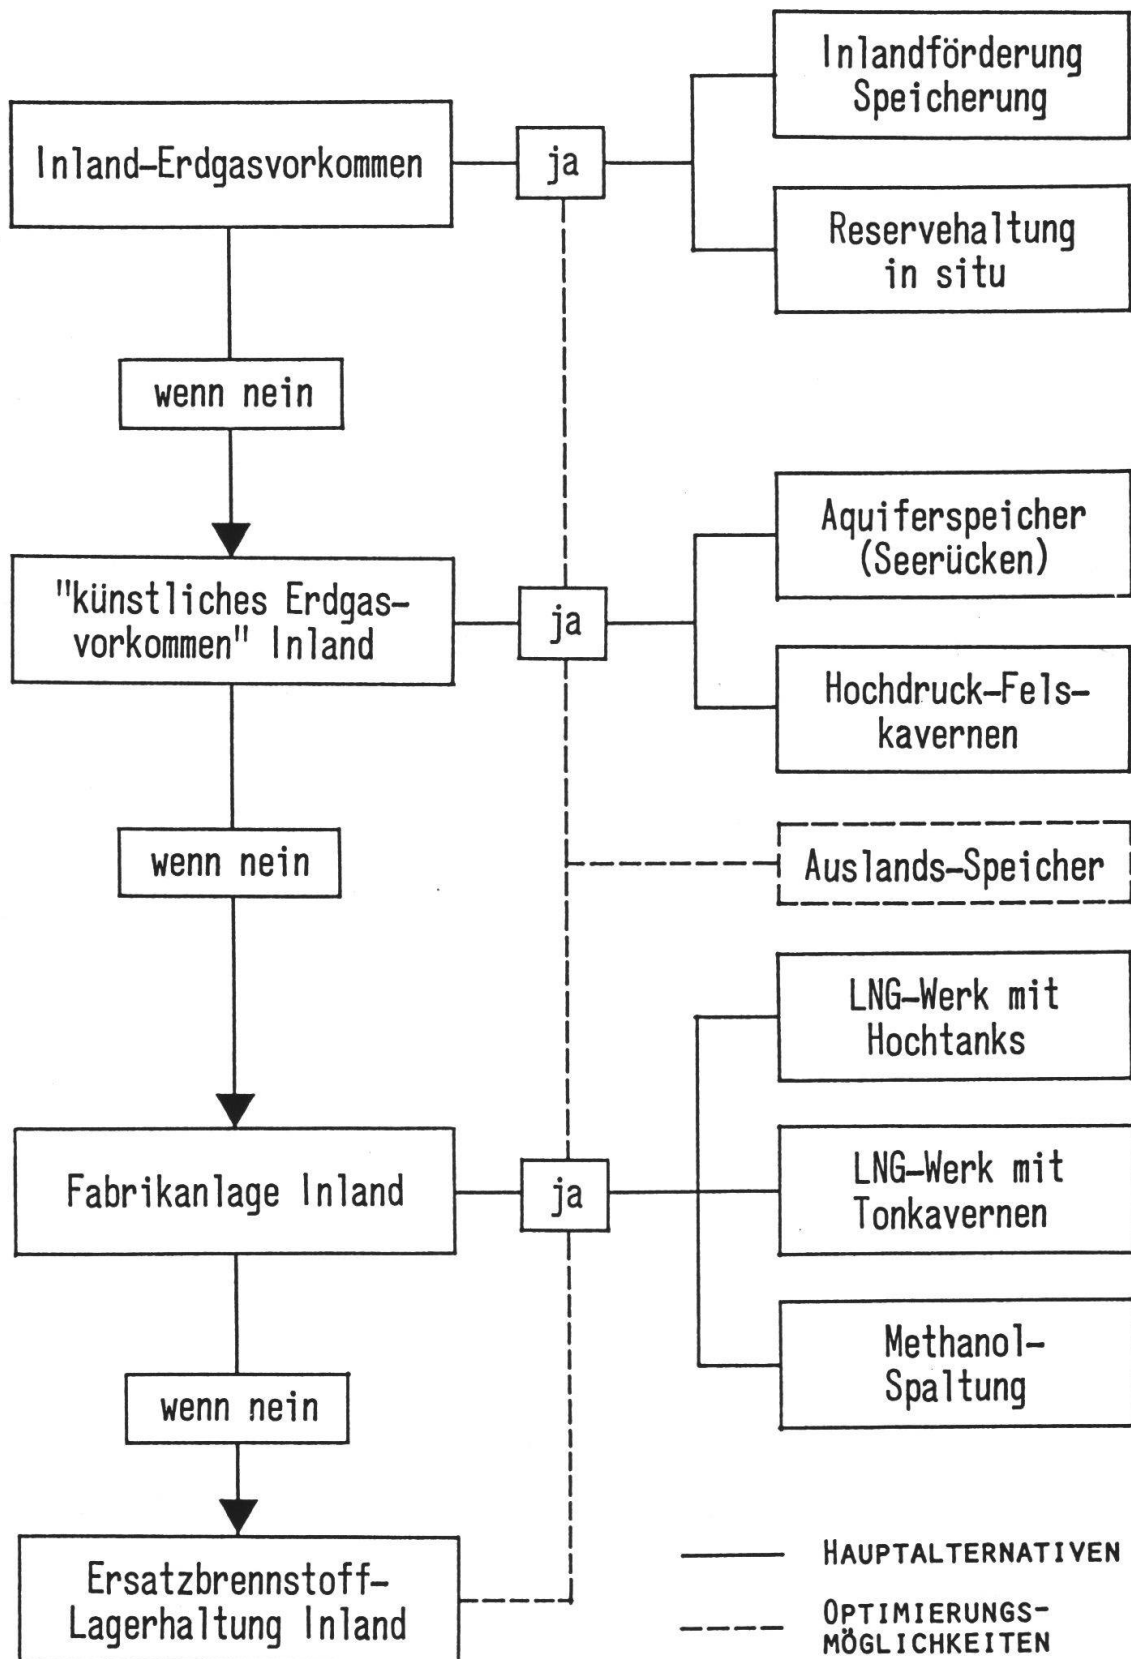 Inlandförderung
Speicherung
Inland–Erdgasvorkommen
ja
Reservehaltung
in situ
wenn nein
Aquiferspeicher
(Seerücken)
"künstliches Erdgas–
vorkommen" Inland
ja
Hochdruck–Fels–
kavernen
wenn nein
Auslands–Speicher
LNG–Werk mit
Hochtanks
Fabrikanlage Inland
ja
LNG–Werk mit
Tonkavernen
Methanol–
Spaltung
wenn nein
Ersatzbrennstoff–
Lagerhaltung Inland
HAUPTALTERNATIVEN
OPTIMIERUNGS-
MÖGLICHKEITEN